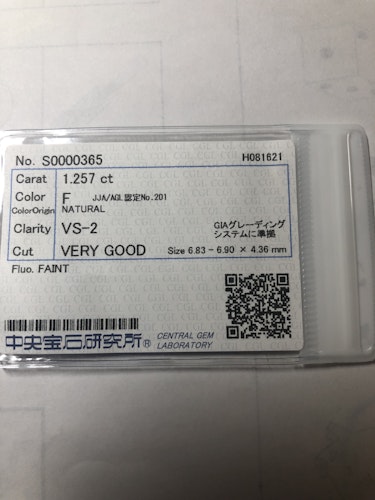 No. S0000365 H081621
Carat 1.257 ct
Color F JJA/AGL認定No.201
ColorOrigin NATURAL
Clarity VS-2 GIAグレーディング
システムに準拠
Cut VERY GOOD Size 6.83 - 6.90 × 4.36 mm
Fluo. FAINT
中央宝石研究所® CENTRAL GEM
LABORATORY